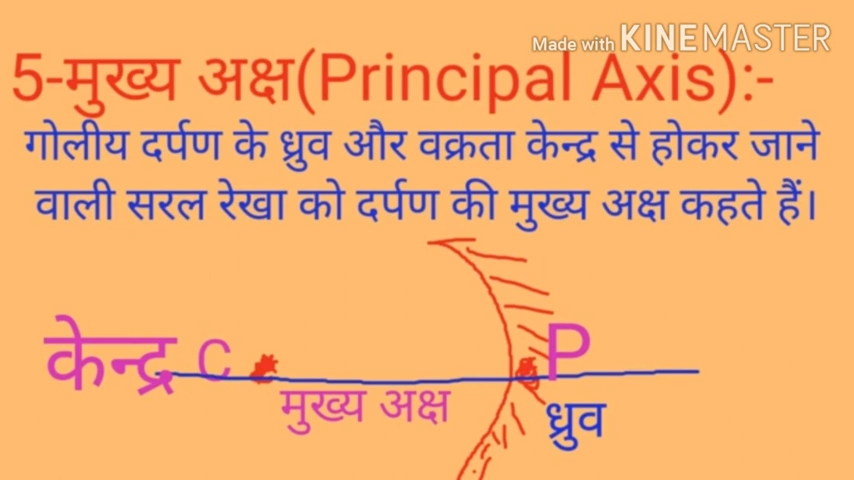 Made with KINEMASTER
5-मुख्य अक्ष(Principal Axis):-
गोलीय दर्पण के ध्रुव और वक्रता केन्द्र से होकर जाने
वाली सरल रेखा को दर्पण की मुख्य अक्ष कहते हैं।
केन्द्र C
P
मुख्य अक्ष
ध्रुव